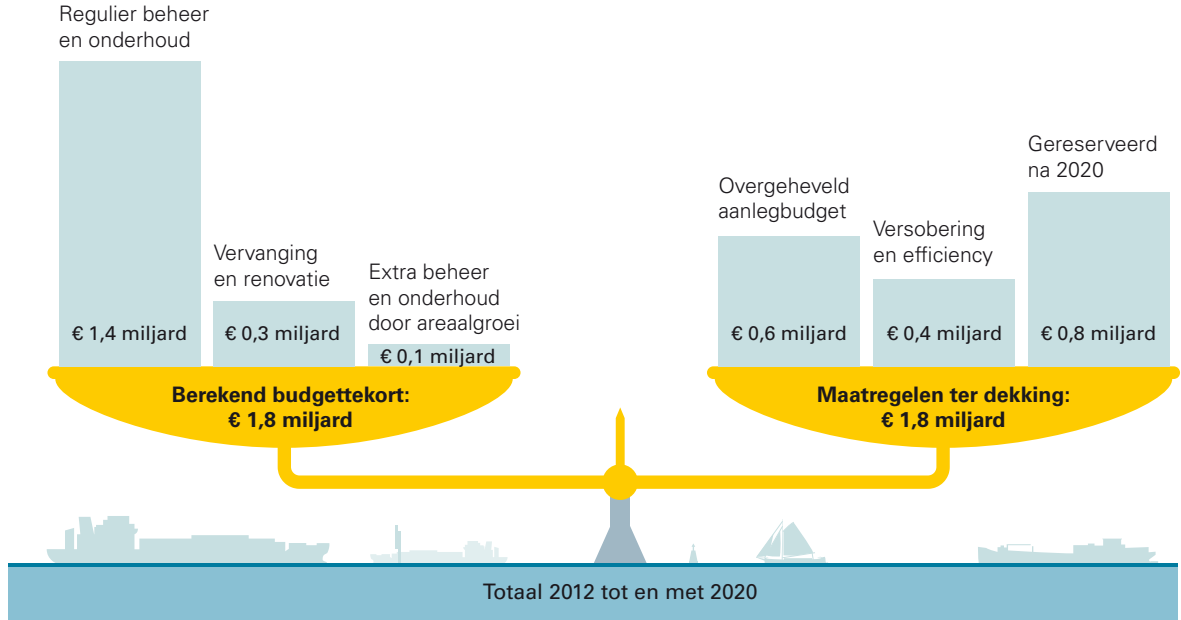 Regulier beheer
en onderhoud
€ 1,4 miljard
Vervanging
en renovatie
€ 0,3 miljard
Extra beheer
en onderhoud
door areaalgroei
€ 0,1 miljard
Berekend budgettekort:
€ 1,8 miljard
Overgeheveld
aanlegbudget
€ 0,6 miljard
Versobering
en efficiency
€ 0,4 miljard
Gereserveerd
na 2020
€ 0,8 miljard
Maatregelen ter dekking:
€ 1,8 miljard
Totaal 2012 tot en met 2020